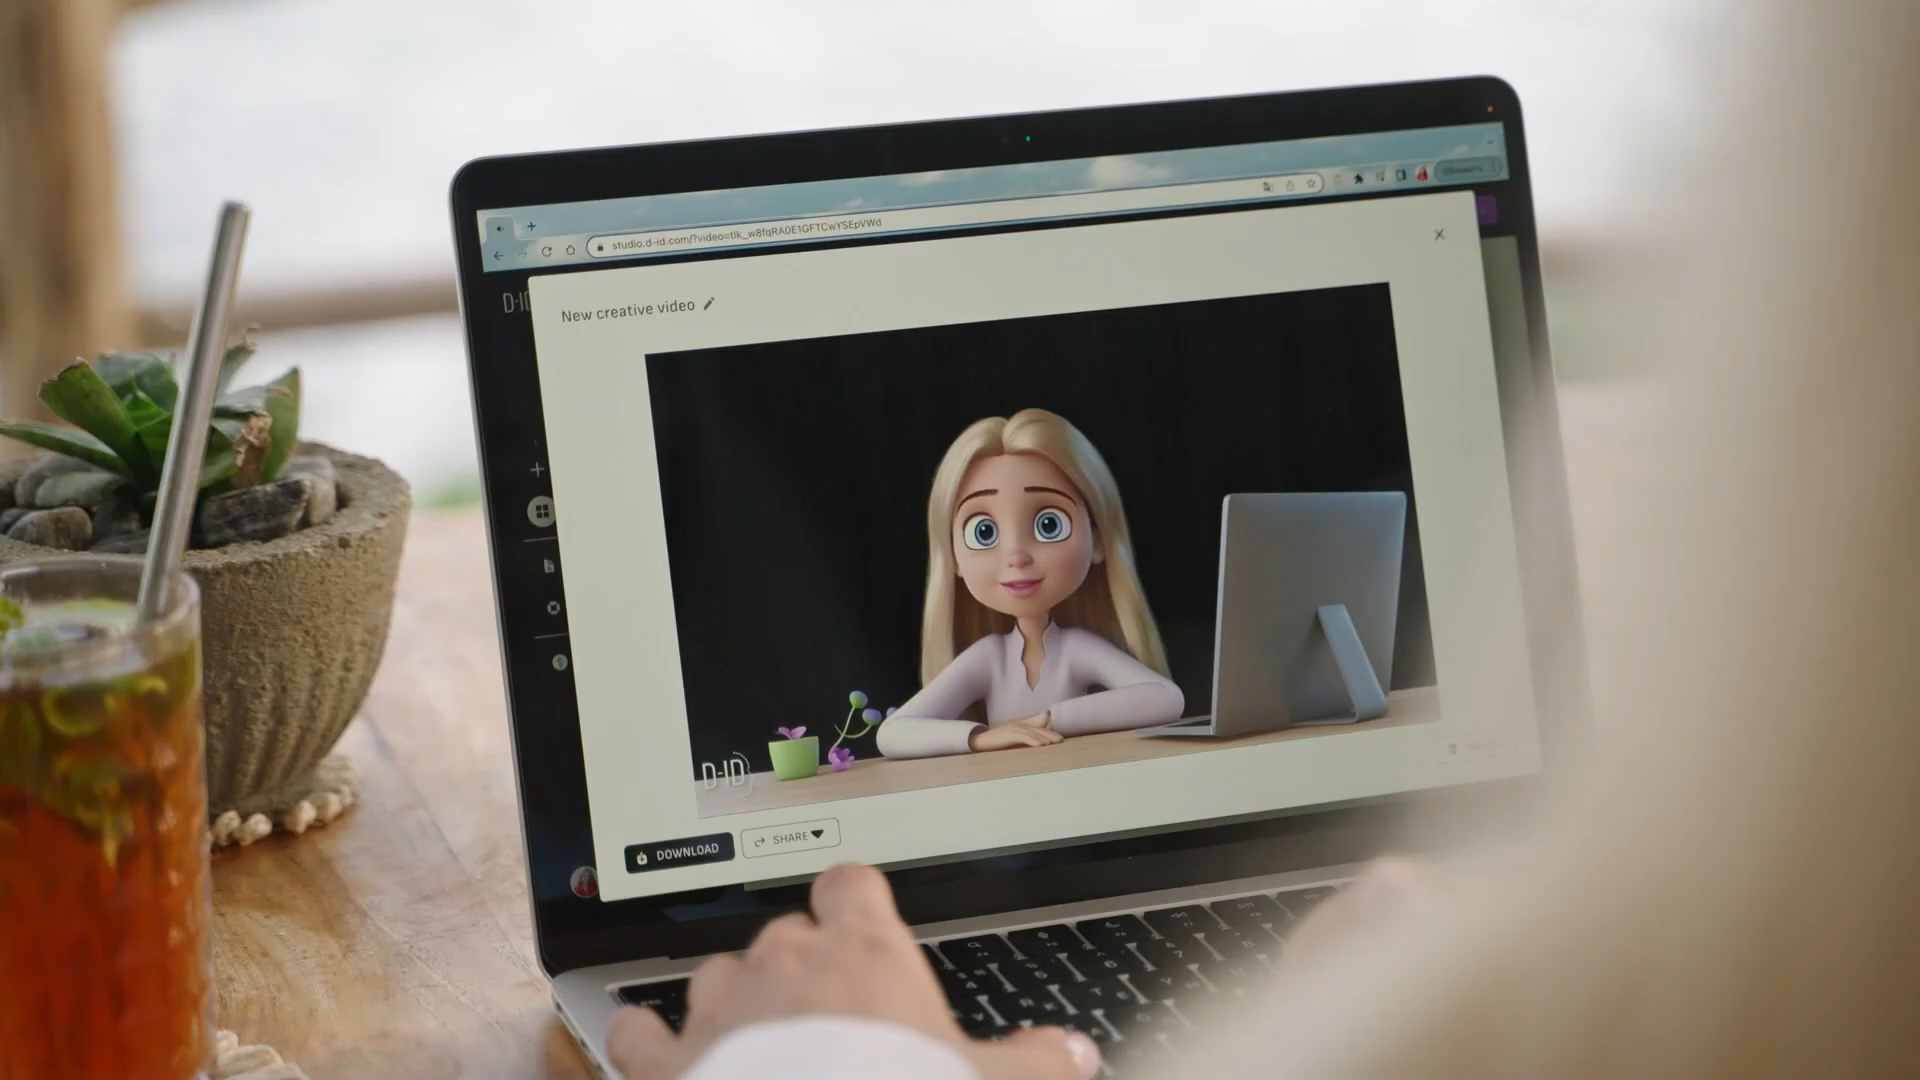 studio.d-id.com/?video=tlk_w8fqRA0E1GFTCwYSEpVWd
D-ID
New creative video
D-ID
DOWNLOAD
SHARE